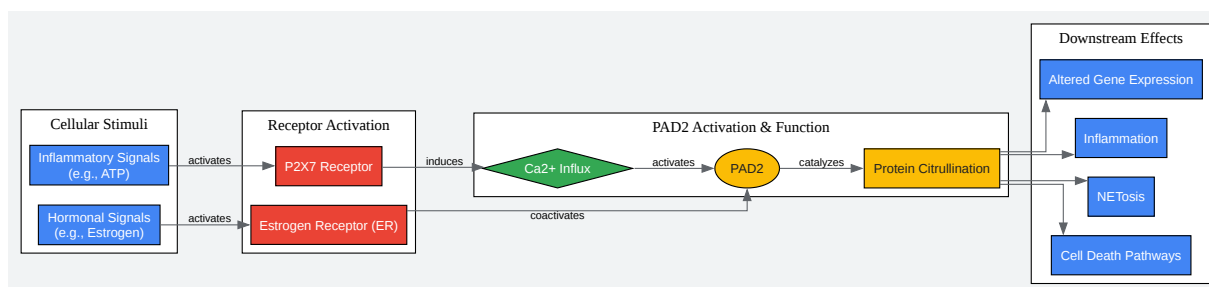 Cellular Stimuli
Inflammatory Signals
(e.g., ATP)
Hormonal Signals
(e.g., Estrogen)
activates
activates
Receptor Activation
P2X7 Receptor
Estrogen Receptor (ER)
induces
coactivates
PAD2 Activation & Function
Ca2+ Influx
activates
PAD2
catalyzes
Protein Citrullination
Downstream Effects
Altered Gene Expression
Inflammation
NETosis
Cell Death Pathways